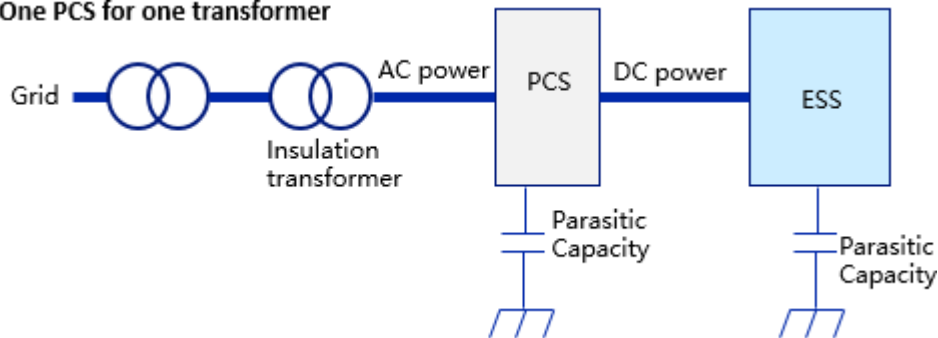 One PCS for one transformer
Grid
AC power
PCS
DC power
ESS
Insulation
transformer
Parasitic
Capacity
Parasitic
Capacity